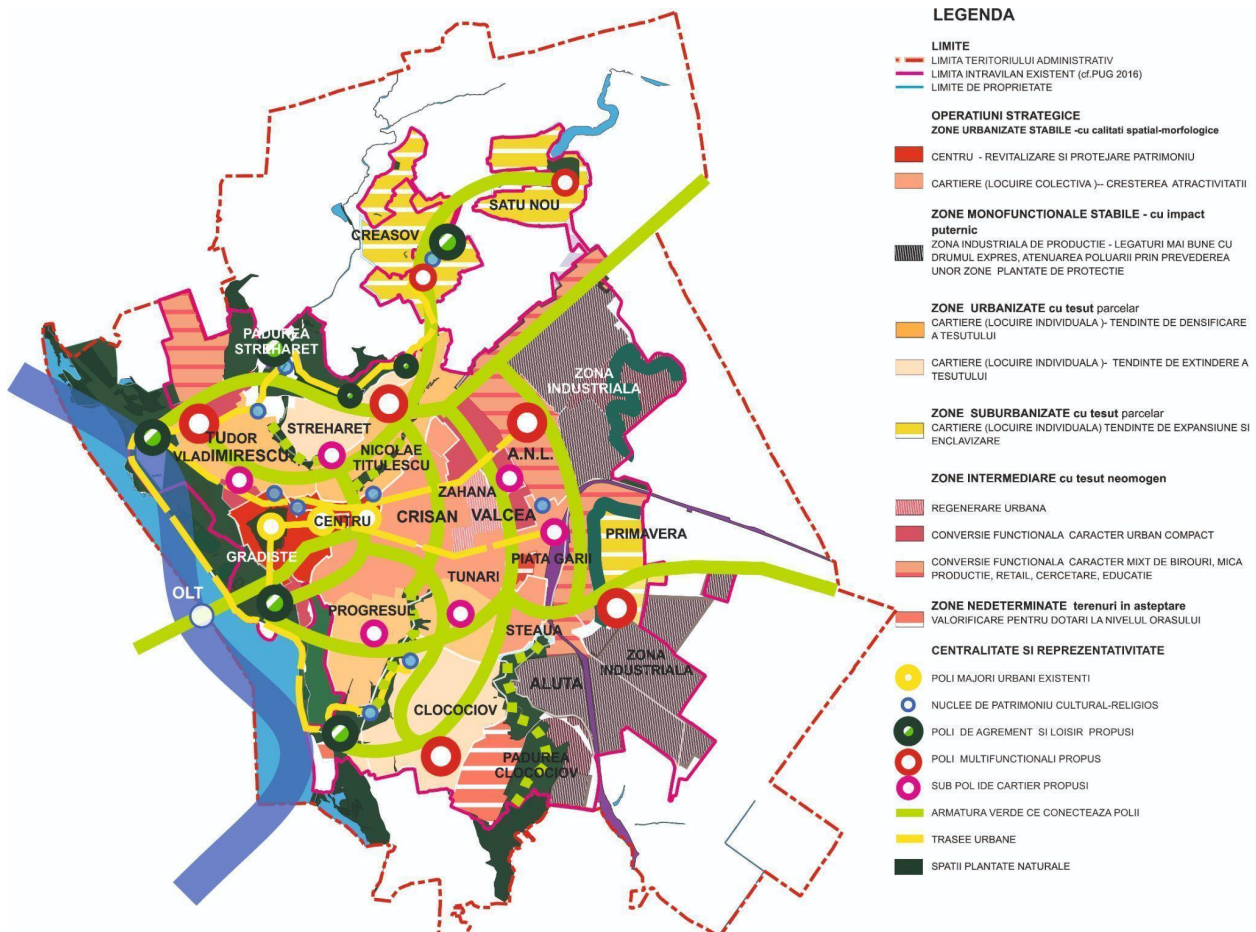 SATU NOU
CREASOV
PADUREA
STREHARET
ZONA
INDUSTRIALA
STREHARET
TUDOR
VLADIMIRESCU
NICOLAE
TITULESCU
A.N.L.
ZAHANA
CENTRU
CRISAN
VALCEA
PRIMAVERA
GRADISTE
PIATA GARII
TUNARI
OLT
PROGRESUL
STEAUA
ZONA
INDUSTRIALA
ALUTA
CLOCOCIOV
PADUREA
CLOCOCIOV
LEGENDA
LIMITE
LIMITA TERITORIULUI ADMINISTRATIV
LIMITA INTRAVILAN EXISTENT (cf.PUG 2016)
LIMITE DE PROPRIETATE
OPERATIUNI STRATEGICE
ZONE URBANIZATE STABILE -cu calitati spatial-morfologice
CENTRU - REVITALIZARE SI PROTEJARE PATRIMONIU
CARTIERE (LOCUIRE COLECTIVA )-- CRESTEREA ATRACTIVITATII
ZONE MONOFUNCTIONALE STABILE - cu impact
puternic
ZONA INDUSTRIALA DE PRODUCTIE - LEGATURI MAI BUNE CU
DRUMUL EXPRES, ATENUAREA POLUARII PRIN PREVEDEREA
UNOR ZONE PLANTATE DE PROTECTIE
ZONE URBANIZATE cu tesut parcelar
CARTIERE (LOCUIRE INDIVIDUALA )- TENDINTE DE DENSIFICARE
A TESUTULUI
CARTIERE (LOCUIRE INDIVIDUALA )- TENDINTE DE EXTINDERE A
TESUTULUI
ZONE SUBURBANIZATE cu tesut parcelar
CARTIERE (LOCUIRE INDIVIDUALA) TENDINTE DE EXPANSIUNE SI
ENCLAVIZARE
ZONE INTERMEDIARE cu tesut neomogen
REGENERARE URBANA
CONVERSIE FUNCTIONALA CARACTER URBAN COMPACT
CONVERSIE FUNCTIONALA CARACTER MIXT DE BIROURI, MICA
PRODUCTIE, RETAIL, CERCETARE, EDUCATIE
ZONE NEDETERMINATE terenuri in asteptare
VALORIFICARE PENTRU DOTARI LA NIVELUL ORASULUI
CENTRALITATE SI REPREZENTATIVITATE
POLI MAJORI URBANI EXISTENTI
NUCLEE DE PATRIMONIU CULTURAL-RELIGIOS
POLI DE AGREMENT SI LOISIR PROPUSI
POLI MULTIFUNCTIONALI PROPUS
SUB POL IDE CARTIER PROPUSI
ARMATURA VERDE CE CONECTEAZA POLII
TRASEE URBANE
SPATII PLANTATE NATURALE